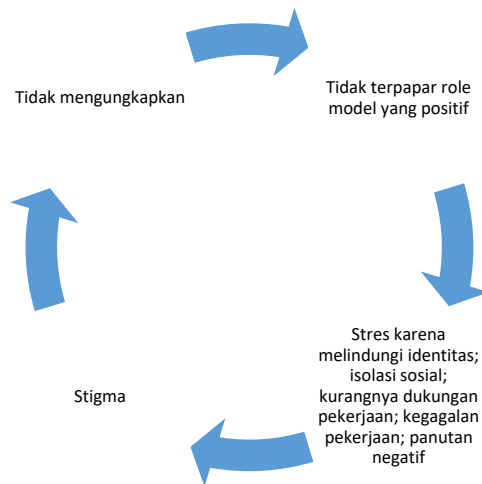 Tidak mengungkapkan
Tidak terpapar role
model yang positif
Stres karena
melindungi identitas;
isolasi sosial;
kurangnya dukungan
pekerjaan; kegagalan
pekerjaan; panutan
negatif
Stigma